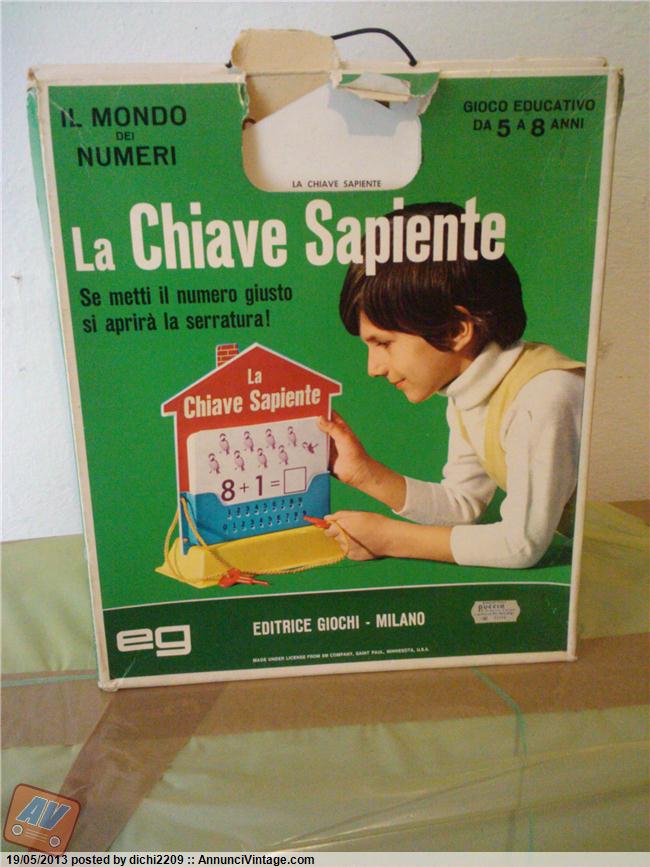 IL MONDO
DEI
NUMERI
GIOCO EDUCATIVO
DA 5 A 8 ANNI
LA CHIAVE SAPIENTE
La Chiave Sapiente
Se metti il numero giusto
si aprirà la serratura!
La
Chiave Sapiente
8+1=
eg
EDITRICE GIOCHI - MILANO
MADE UNDER LICENSE FROM 3M COMPANY, SAINT PAUL, MINNESOTA, U.S.A.
AV
19/05/2013 posted by dichi2209 :: AnnunciVintage.com